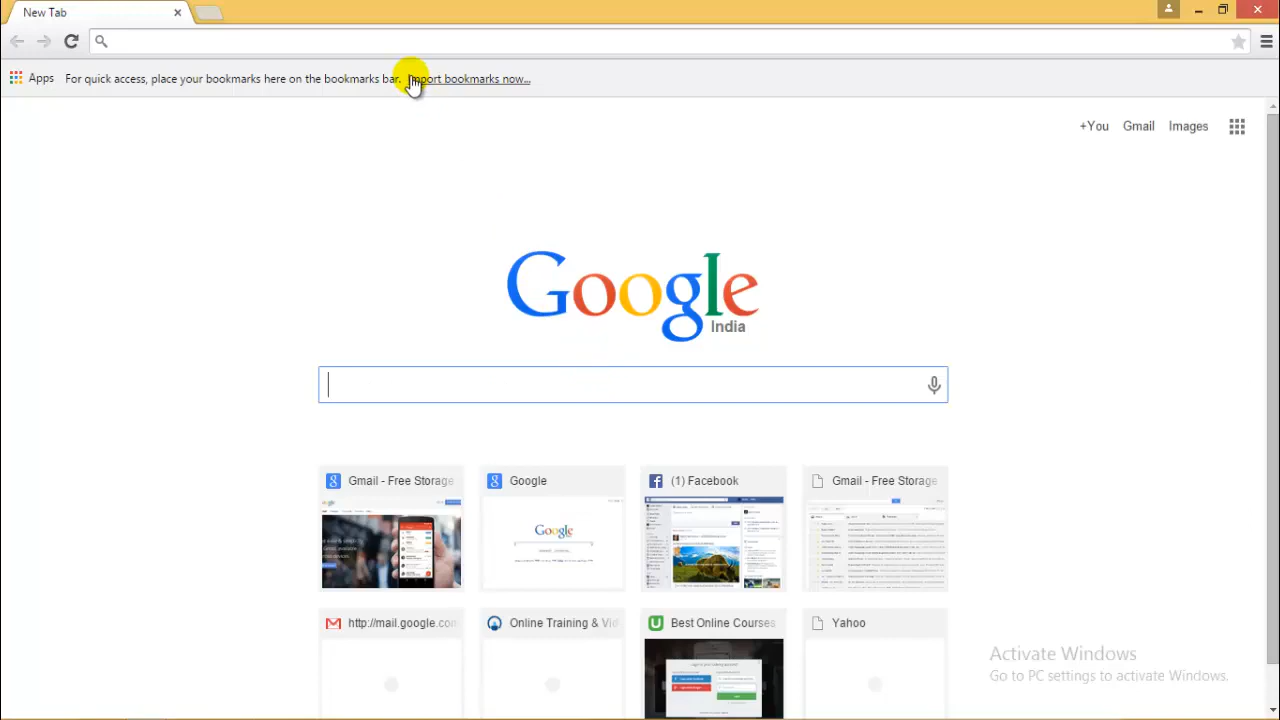 New Tab
Apps For quick access, place your bookmarks here on the bookmarks bar. Import bookmarks now...
+You Gmail Images
Google
India
Gmail - Free Storage Google (1) Facebook Gmail - Free Storage
http://mail.google.com Online Training & Vid Best Online Courses Yahoo
Activate Windows
Go to PC settings to activate Windows.